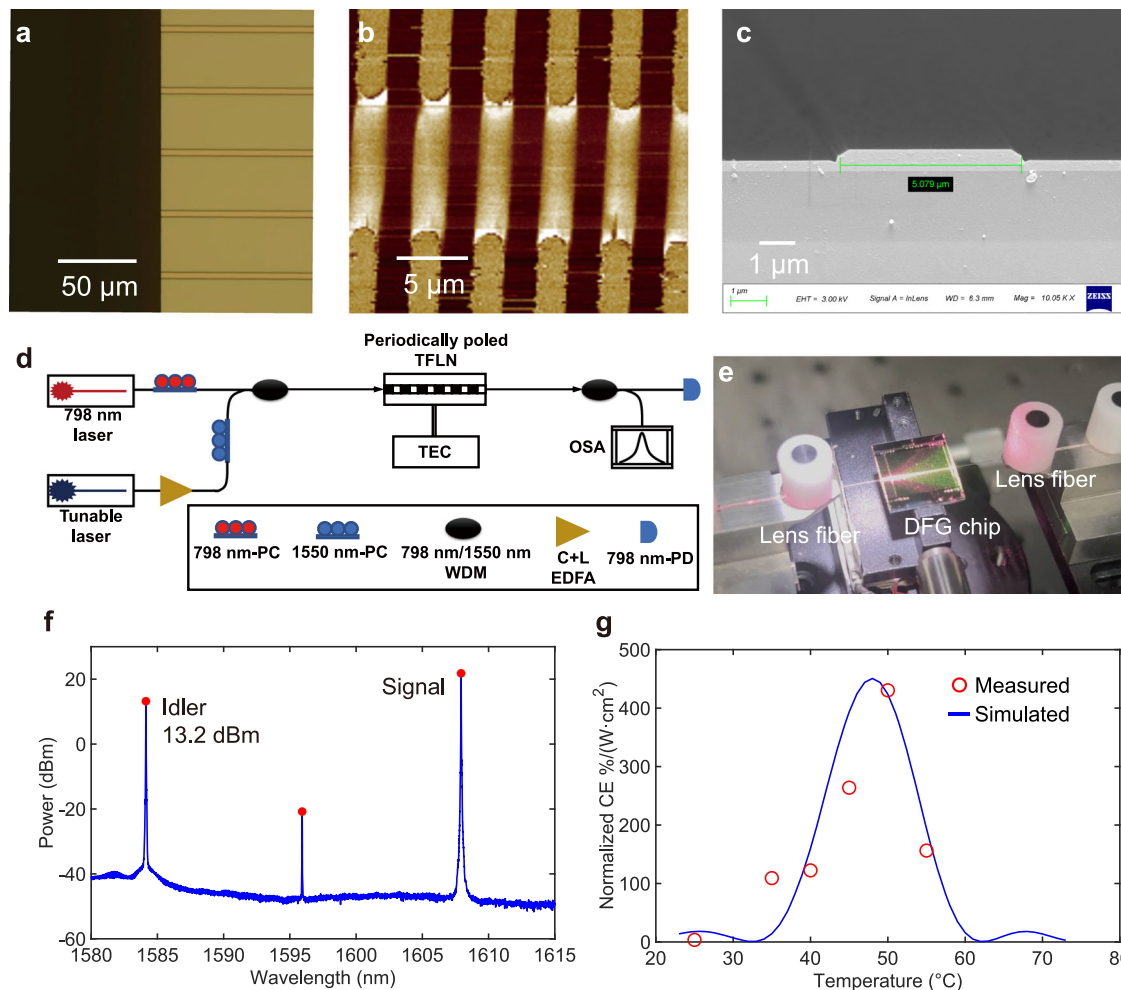 a
50 μm
b
5 μm
c
5.079 μm
1 μm
1 μm
EHT = 3.00 kV
Signal A = InLens
WD = 6.3 mm
Mag = 10.05 K X
ZEISS
d
798 nm
laser
Tunable
laser
Periodically poled
TFLN
TEC
OSA
798 nm-PC
1550 nm-PC
798 nm/1550 nm
WDM
C+L
EDFA
798 nm-PD
e
Lens fiber
DFG chip
Lens fiber
f
Power (dBm)
20
0
-20
-40
-60
Idler
13.2 dBm
Signal
1580
1585
1590
1595
1600
1605
1610
1615
Wavelength (nm)
g
Normalized CE %/(W·cm²)
500
400
300
200
100
0
Measured
Simulated
20
30
40
50
60
70
80
Temperature (°C)